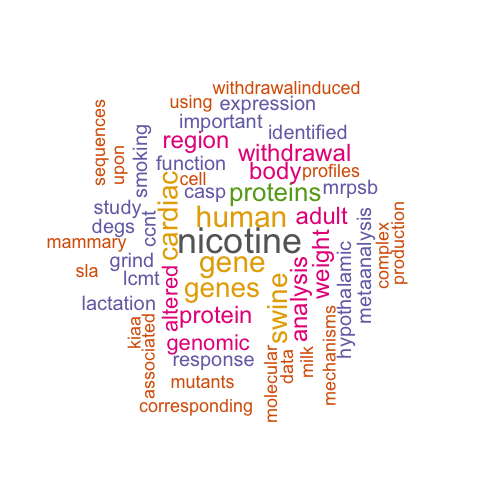 withdrawalinduced
using
expression
important
identified
region
withdrawal
sequences
upon
smoking
function
body
profiles
cell
casp
proteins
mrpsb
cardiac
study
human
adult
degs
ccnt
nicotine
mammary
grind
gene
weight
hypothalamic
metaanalysis
complex
production
sla
lcmt
genes
swine
analysis
lactation
altered
protein
kiaa
associated
genomic
response
molecular
data
milk
mechanisms
mutants
corresponding